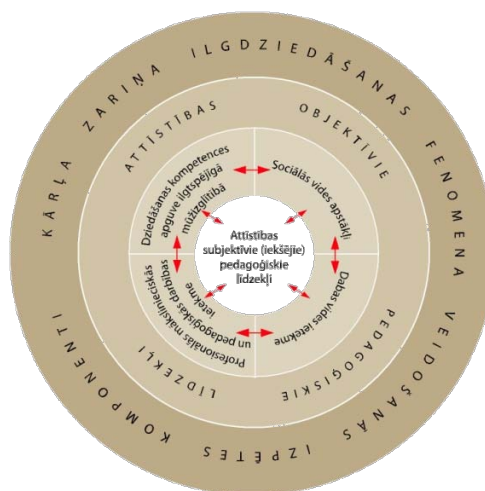 KĀRĻA ZARIŅA ILGDZIEDĀŠANAS FENOMENA VEIDOŠANĀS IZPĒTES KOMPONENTI
ATTĪSTĪBAS OBJEKTĪVIE PEDAGOĢISKIE LĪDZEKĻI
Dziedāšanas kompetences
apguve ilgtspējīgā
mūžizglītībā
Sociālās vides apstākļi
Dabas vides ietekme
Profesionālās mākslinieciskās
un pedagoģiskās darbības
ietekme
Attīstības
subjektīvie (iekšējie)
pedagoģiskie
līdzekļi